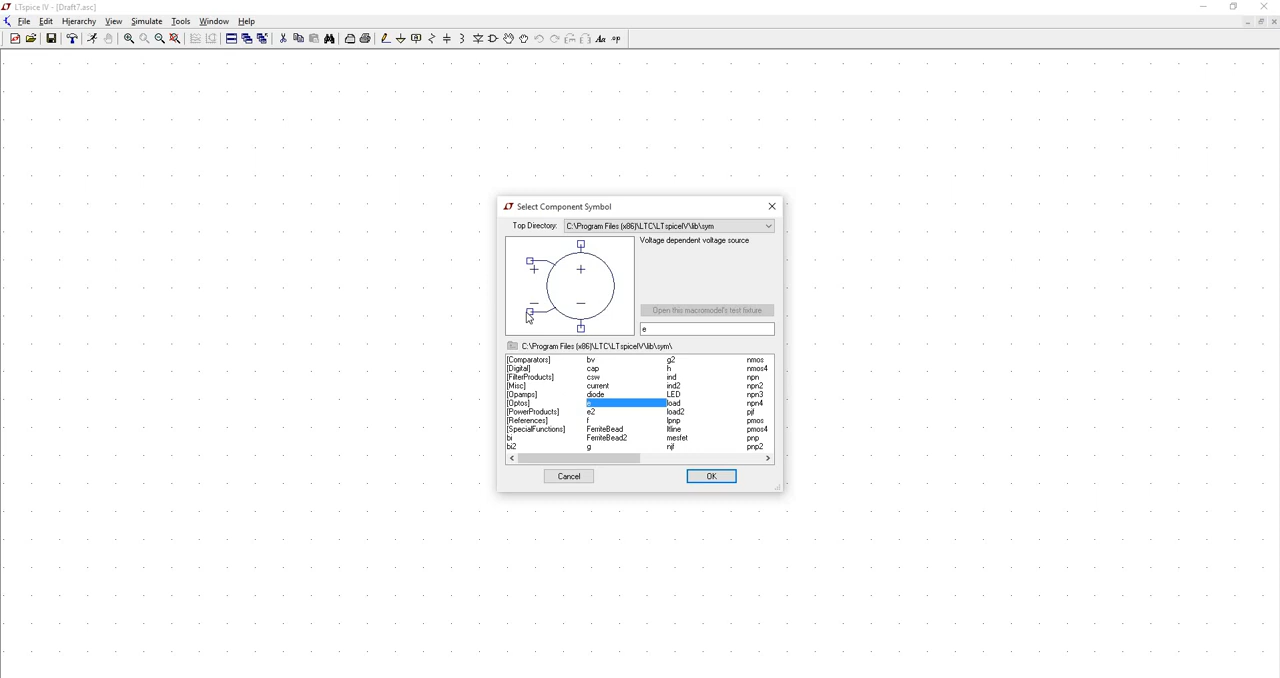 LTspice IV - [Draft7.asc]
File Edit Hierarchy View Simulate Tools Window Help
Aa .op
Select Component Symbol
Top Directory: C:\Program Files (x86)\LTC\LTspiceIV\lib\sym
Voltage dependent voltage source
+ +
Open this macromodel's test fixture
e
C:\Program Files (x86)\LTC\LTspiceIV\lib\sym\
[Comparators] bv g2 nmos
[Digital] cap h nmos4
[FilterProducts] csw ind npn
[Misc] current ind2 npn2
[Opamps] diode LED npn3
[Optos] e load npn4
[PowerProducts] e2 load2 pjf
[References] f lpnp pmos
[SpecialFunctions] FerriteBead ltline pmos4
bi FerriteBead2 mesfet pnp
bi2 g njf pnp2
Cancel OK